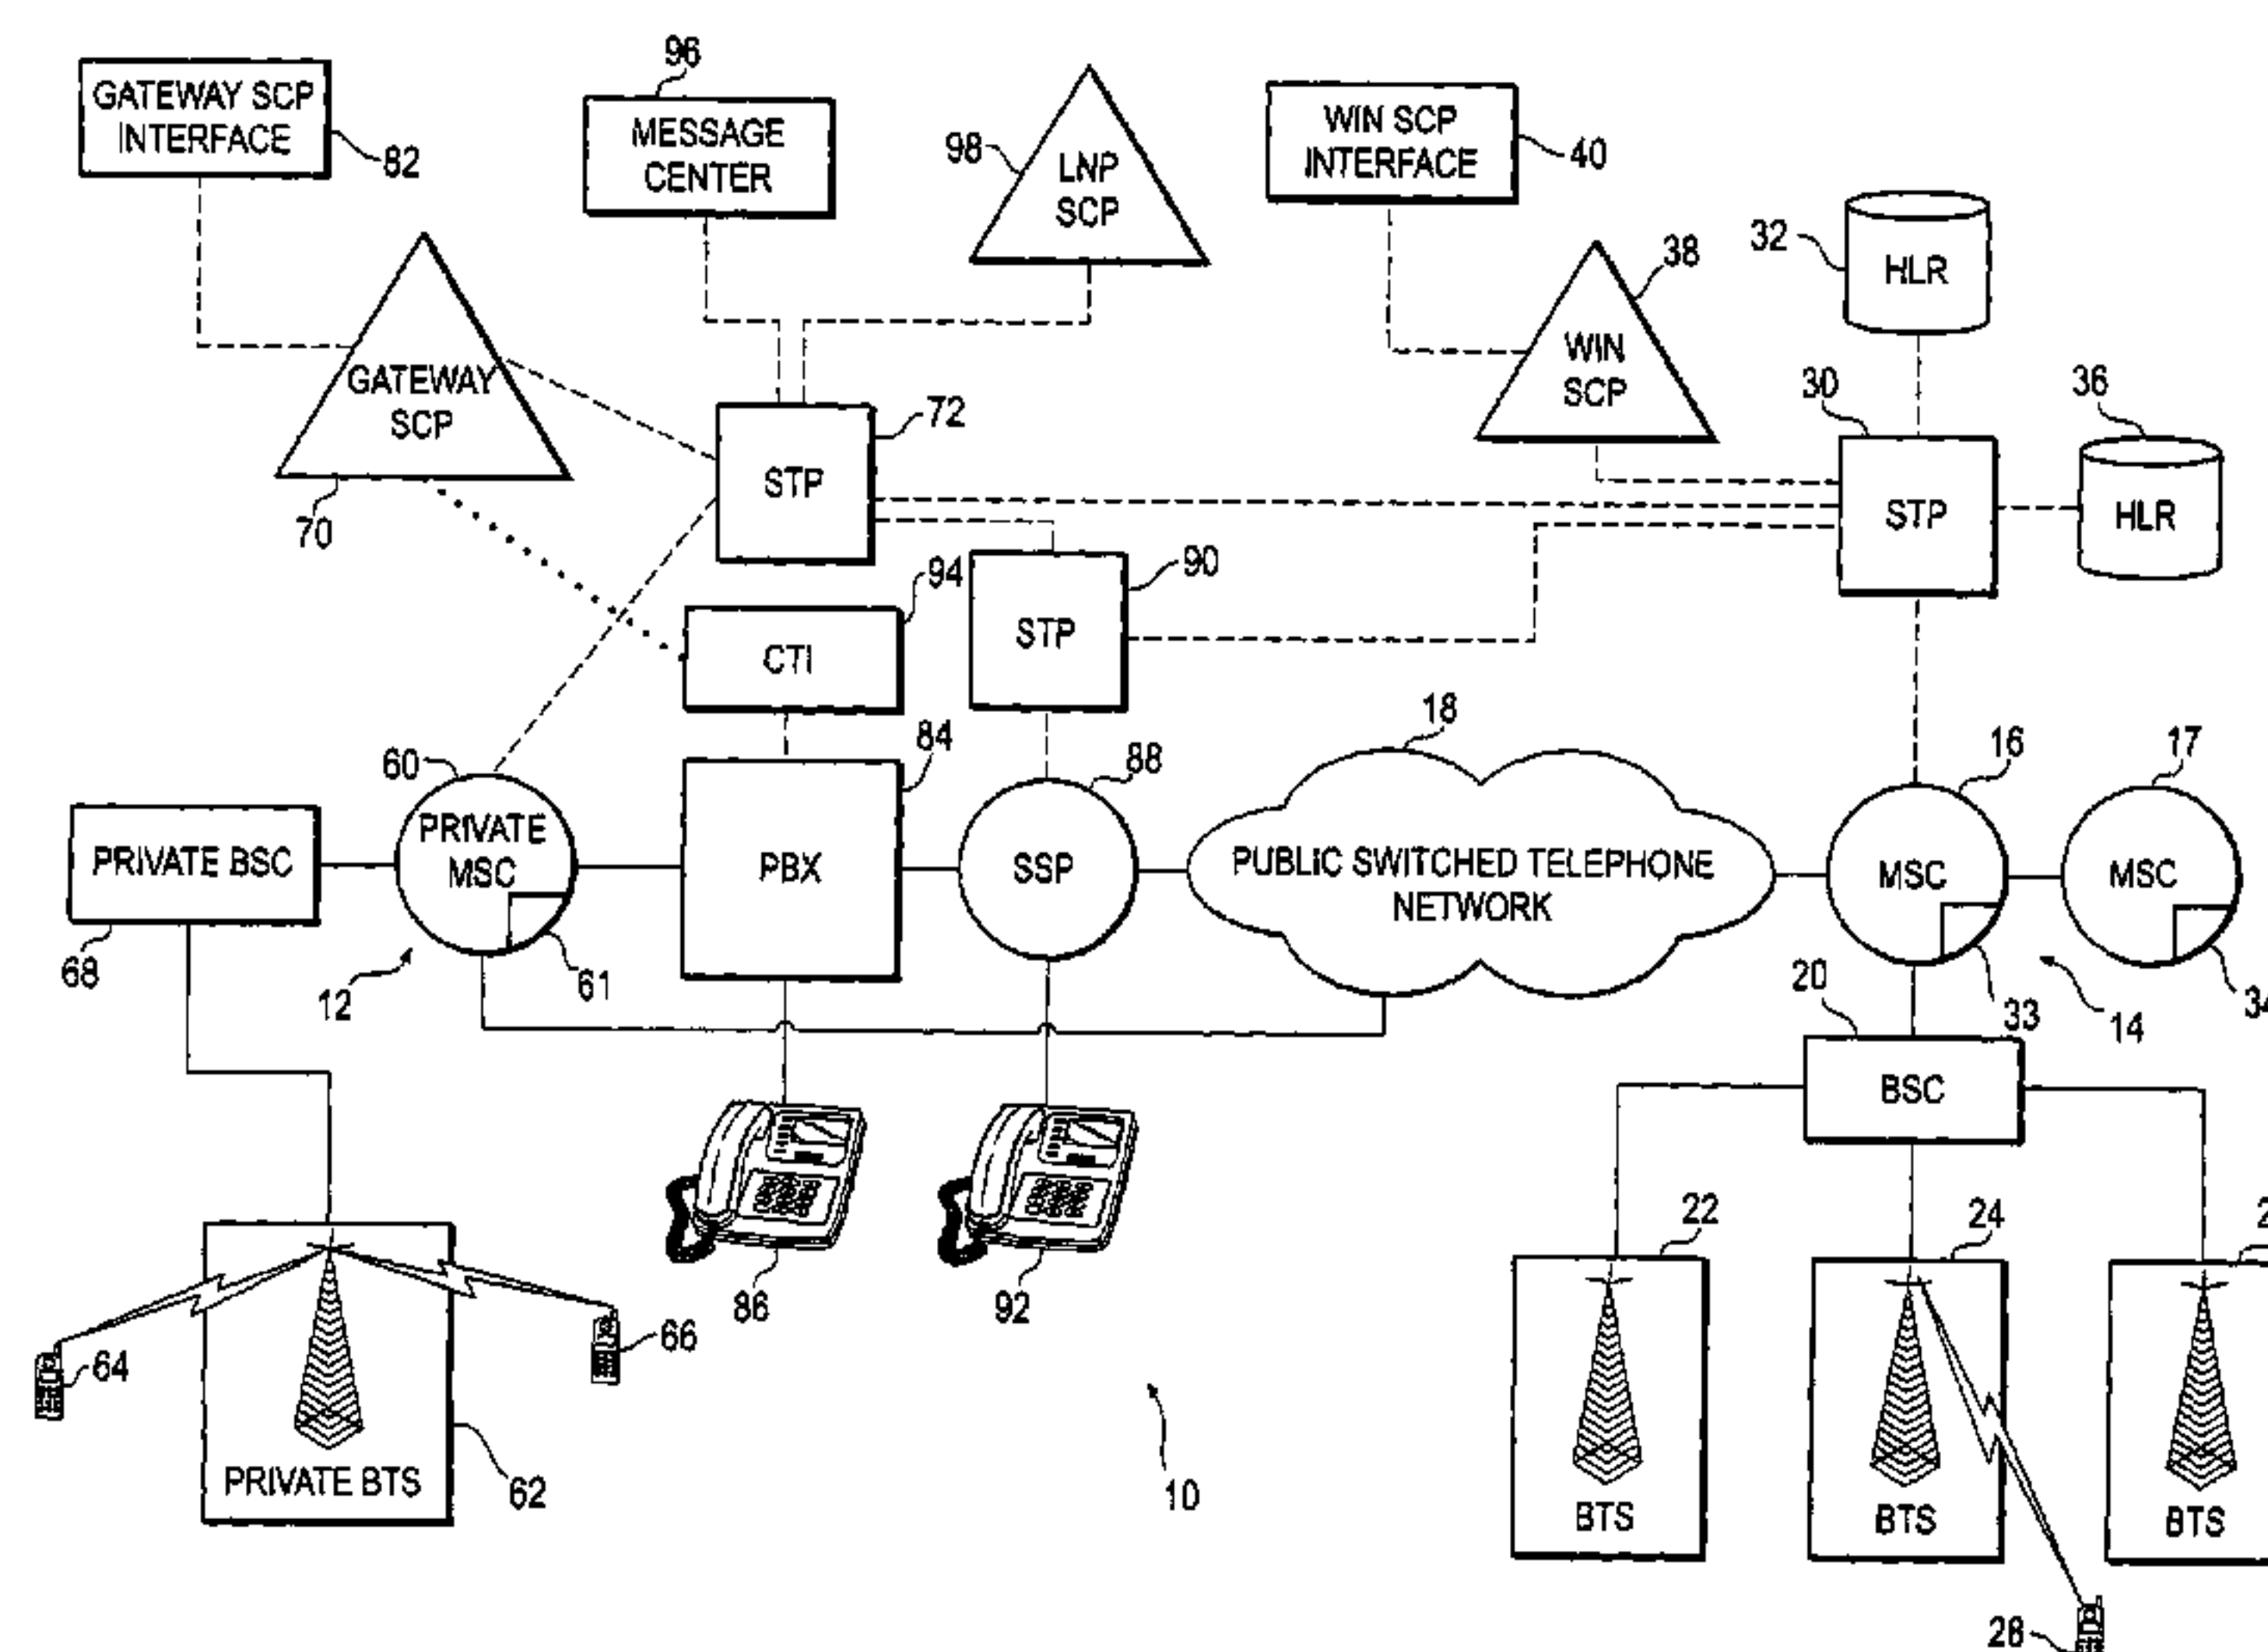 96
GATEWAY SCP
INTERFACE
82
MESSAGE
CENTER
98
LNP
SCP
WIN SCP
INTERFACE
40
32
HLR
38
GATEWAY
SCP
70
72
STP
WIN
SCP
30
STP
36
HLR
94
CTI
90
STP
18
60
PRIVATE
MSC
84
PBX
88
SSP
PUBLIC SWITCHED TELEPHONE
NETWORK
16
MSC
17
MSC
PRIVATE BSC
68
12
61
20
33
14
34
BSC
86
92
22
24
64
66
PRIVATE BTS
62
10
BTS
BTS
BTS
28